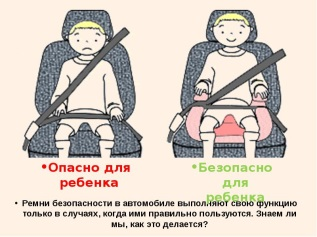 •Опасно для
ребенка
•Безопасно
для
ребенка
• Ремни безопасности в автомобиле выполняют свою функцию
только в случаях, когда ими правильно пользуются. Знаем ли
мы, как это делается?